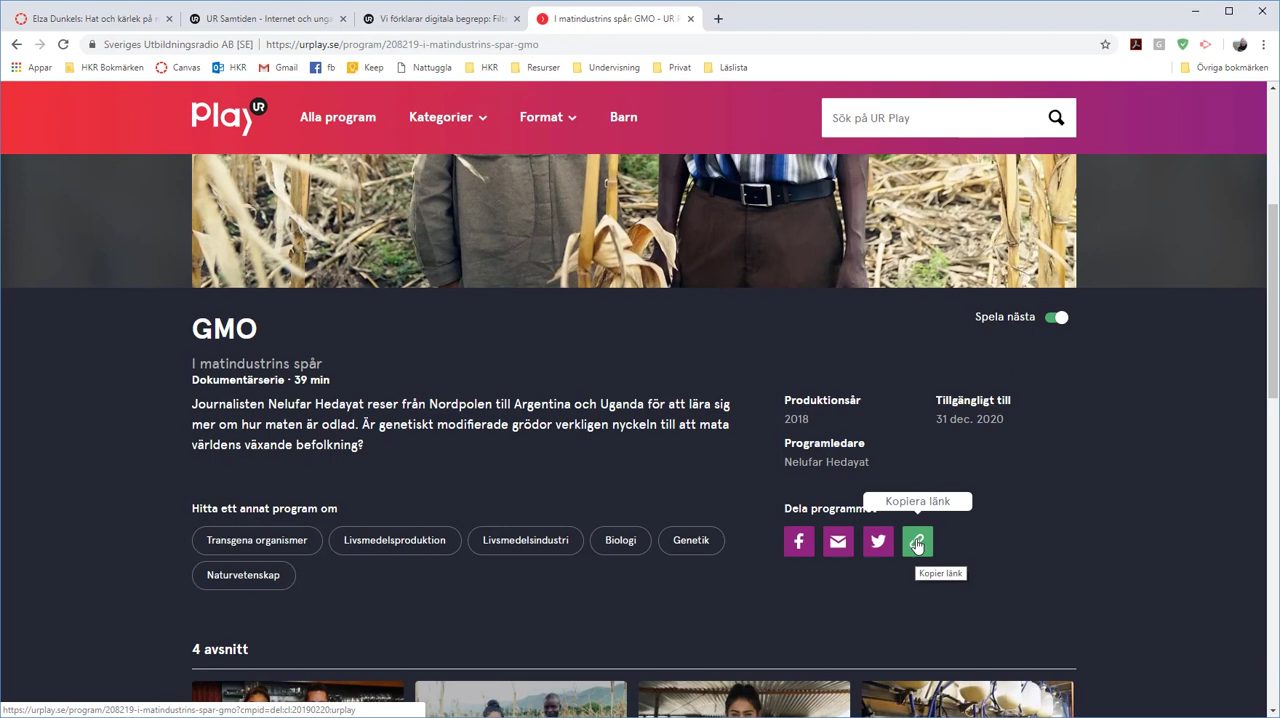 Elza Dunkels: Hat och kärlek på n
UR Samtiden - Internet och unga
Vi förklarar digitala begrepp: Filte
I matindustrins spår: GMO - UR P
Sveriges Utbildningsradio AB [SE]
https://urplay.se/program/208219-i-matindustrins-spar-gmo
Appar
HKR Bokmärken
Canvas
HKR
Gmail
fb
Keep
Nattuggla
HKR
Resurser
Undervisning
Privat
Läslista
Övriga bokmärken
Play UR
Alla program
Kategorier
Format
Barn
Sök på UR Play
GMO
Spela nästa
I matindustrins spår
Dokumentärserie · 39 min
Journalisten Nelufar Hedayat reser från Nordpolen till Argentina och Uganda för att lära sig
mer om hur maten är odlad. Är genetiskt modifierade grödor verkligen nyckeln till att mata
världens växande befolkning?
Produktionsår
2018
Tillgängligt till
31 dec. 2020
Programledare
Nelufar Hedayat
Hitta ett annat program om
Transgena organismer
Livsmedelsproduktion
Livsmedelsindustri
Biologi
Genetik
Naturvetenskap
Dela programme
Kopiera länk
Kopier länk
4 avsnitt
https://urplay.se/program/208219-i-matindustrins-spar-gmo?cmpid=del:cl:20190220:urplay